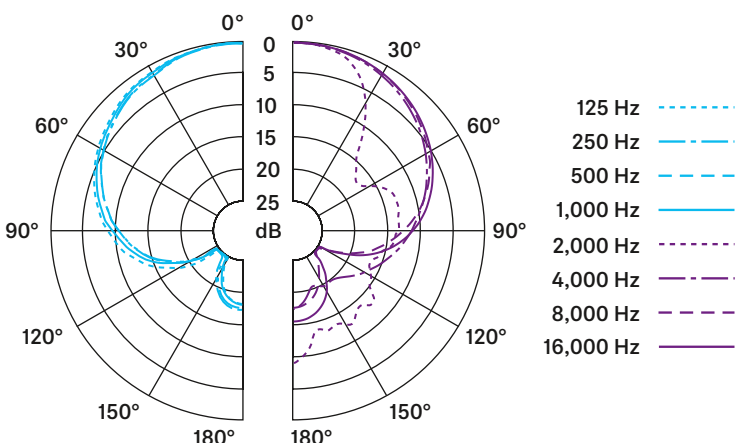 0° 0°
30° 0 30°
5
10
60° 15 60°
20
25
90° dB 90°
120° 120°
150° 150°
180° 180°
125 Hz
250 Hz
500 Hz
1,000 Hz
2,000 Hz
4,000 Hz
8,000 Hz
16,000 Hz